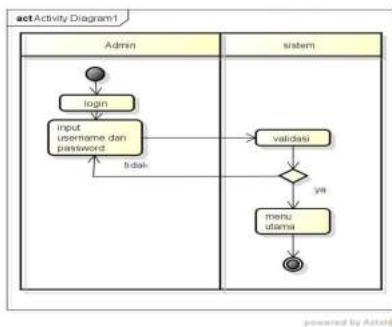 act Activity Diagram1
Admin
sistem
login
input
username dan
password
validasi
tidak
ya
menu
utama
powered by Astah